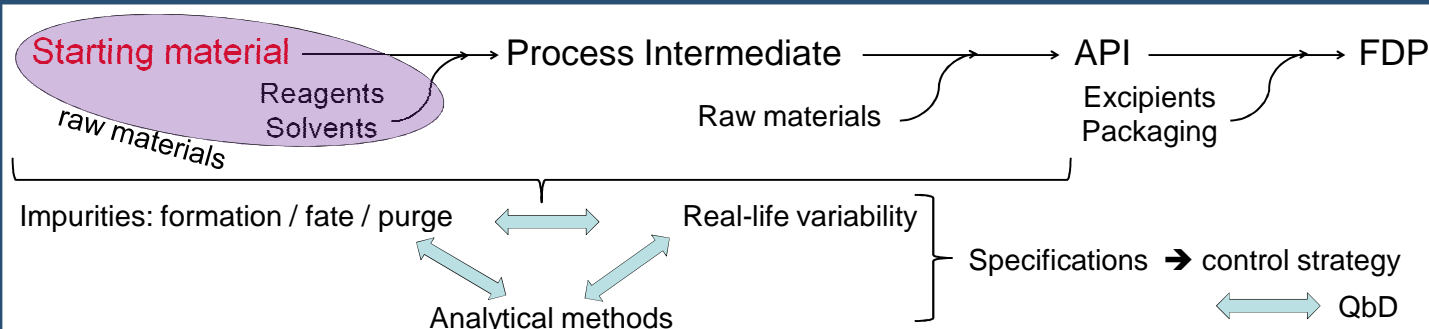 Starting material
Process Intermediate
API
FDP
Reagents
Solvents
raw materials
Raw materials
Excipients
Packaging
Impurities: formation / fate / purge
Real-life variability
Analytical methods
Specifications ➔ control strategy
QbD